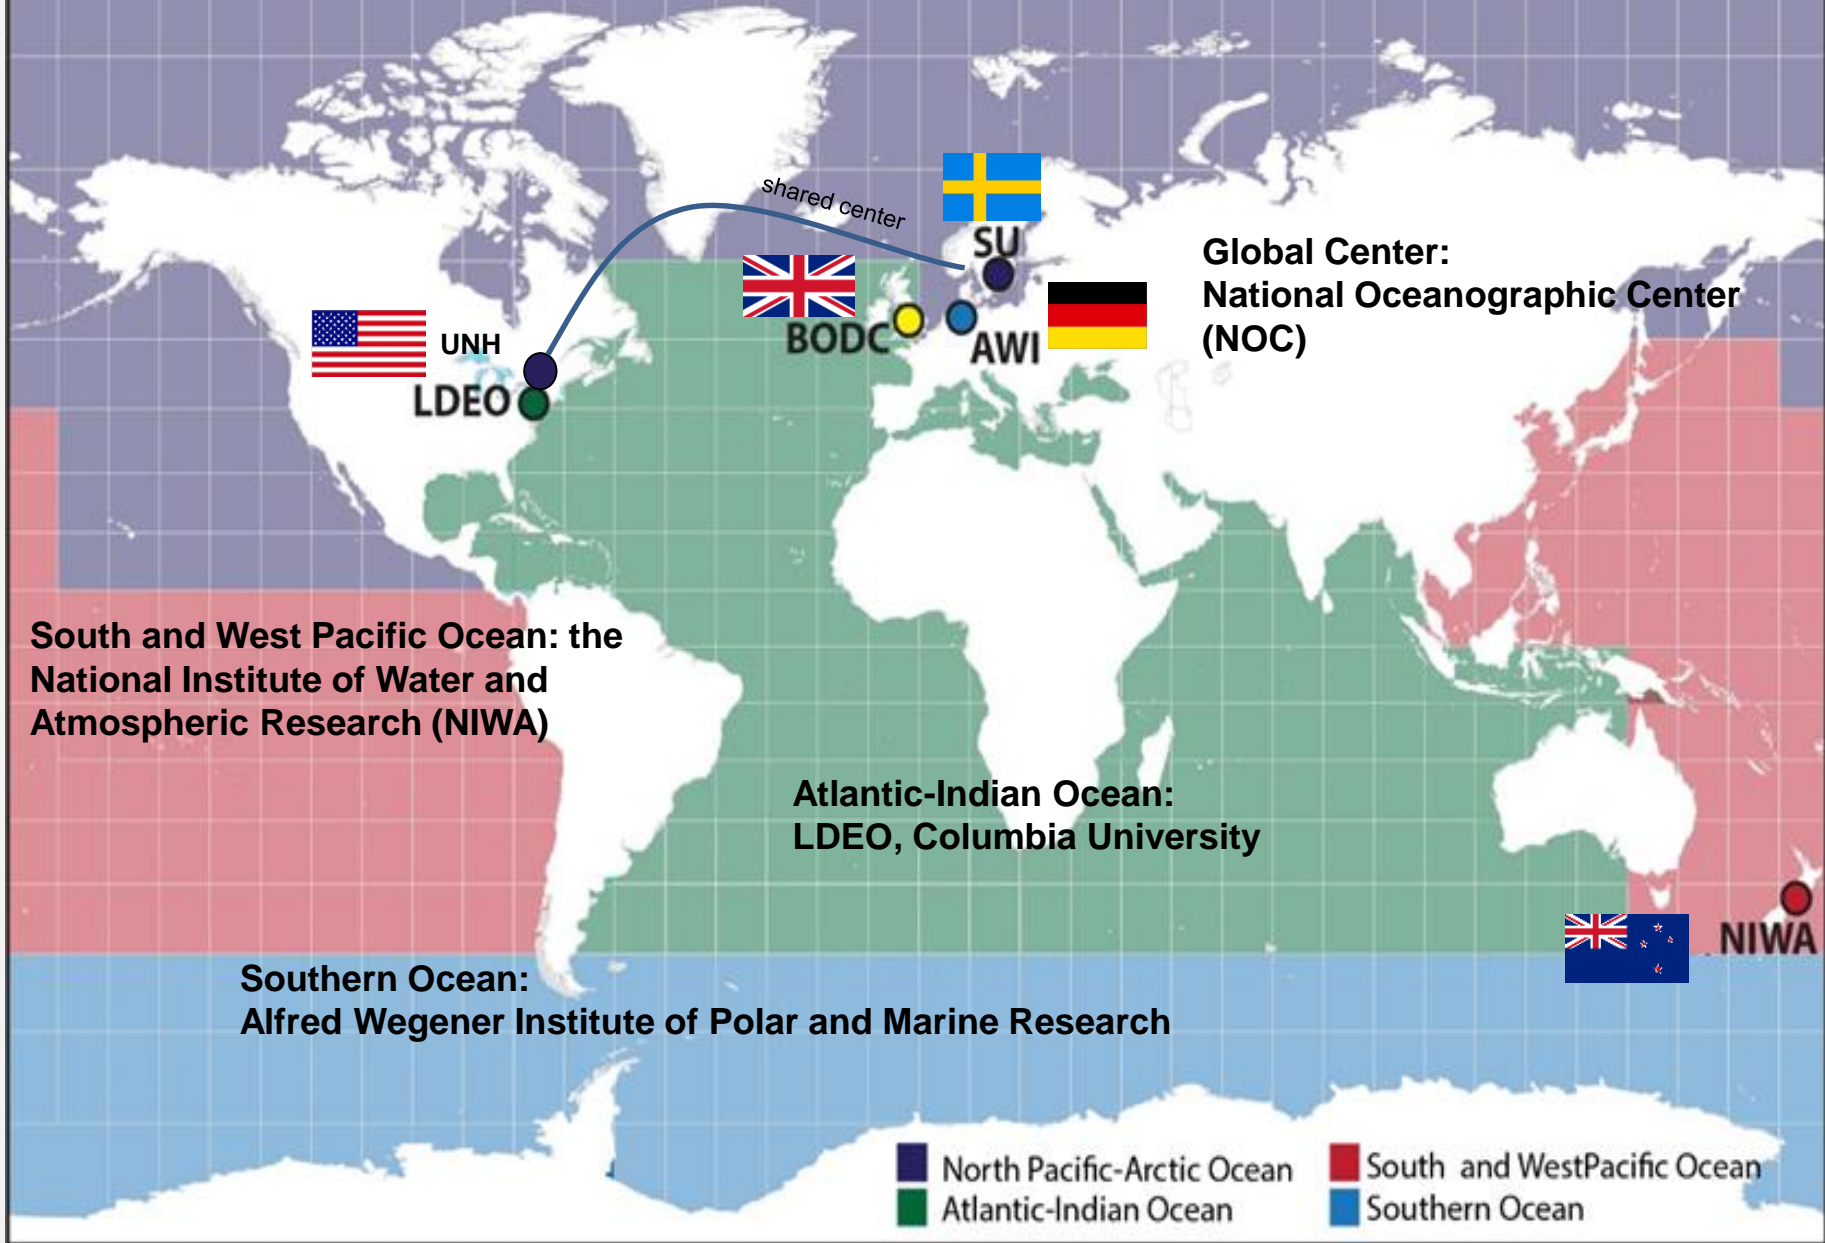 shared center
SU
Global Center:
National Oceanographic Center
(NOC)
UNH
BODC
AWI
LDEO
South and West Pacific Ocean: the
National Institute of Water and
Atmospheric Research (NIWA)
Atlantic-Indian Ocean:
LDEO, Columbia University
NIWA
Southern Ocean:
Alfred Wegener Institute of Polar and Marine Research
North Pacific-Arctic Ocean
South and WestPacific Ocean
Atlantic-Indian Ocean
Southern Ocean